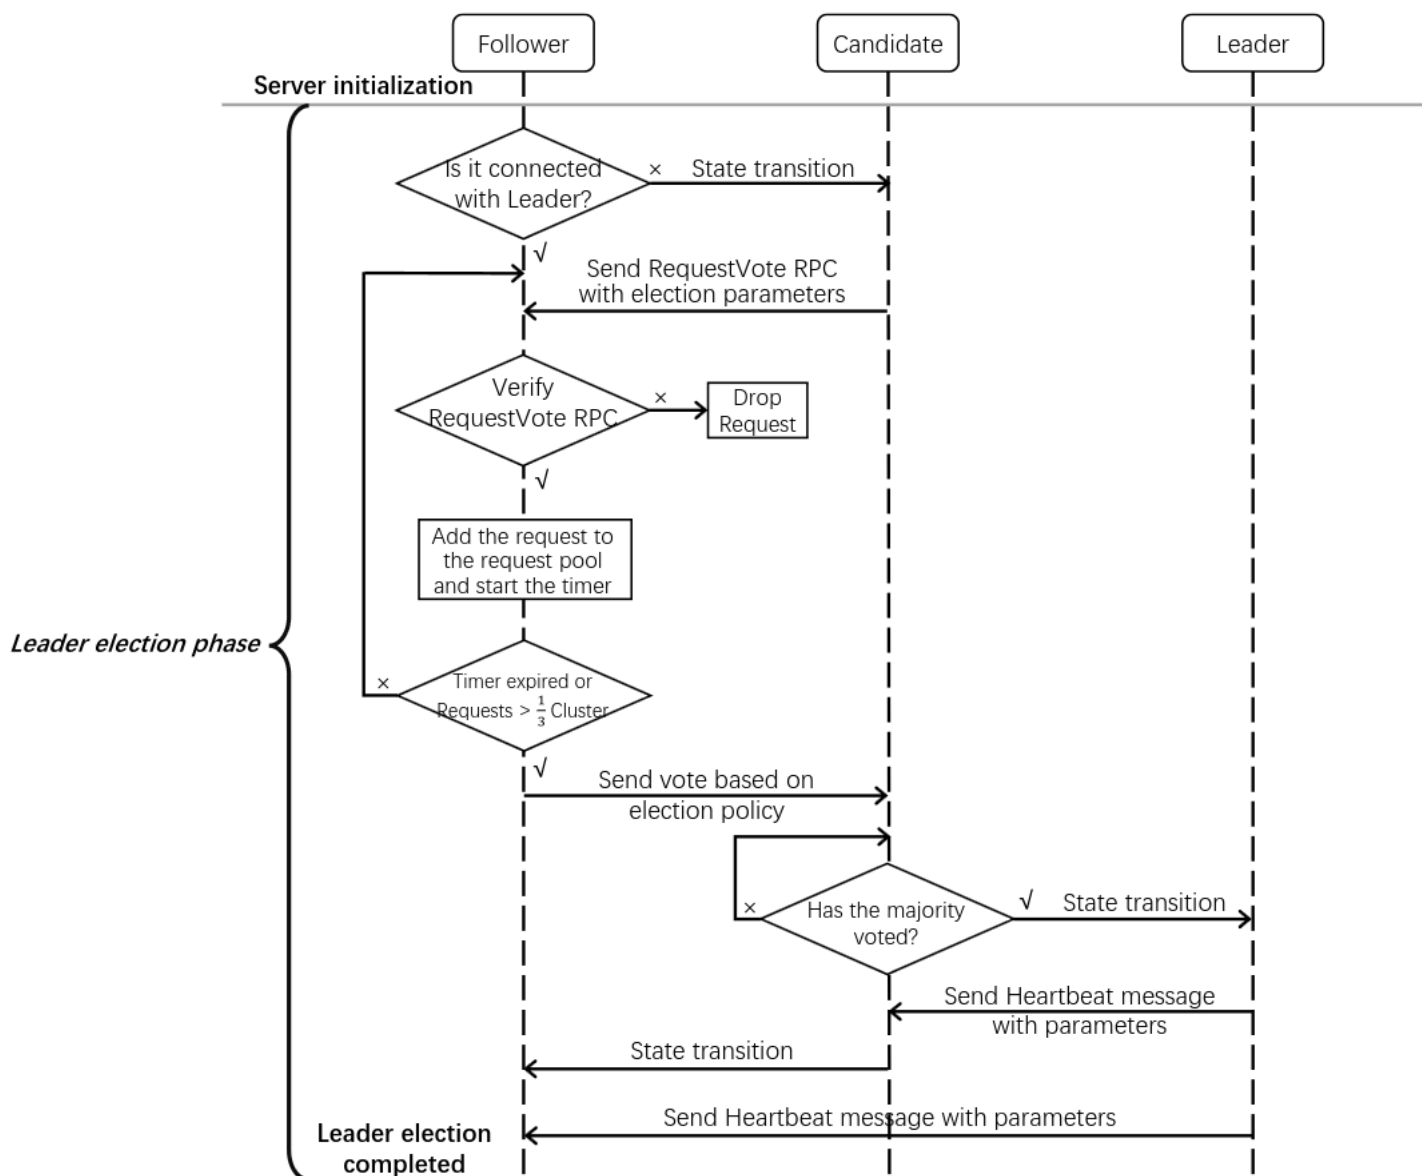 Follower
Candidate
Leader
Server initialization
Is it connected
with Leader?
×
State transition
√
Send RequestVote RPC
with election parameters
Verify
RequestVote RPC
×
Drop
Request
√
Add the request to
the request pool
and start the timer
Leader election phase
×
Timer expired or
Requests > 1/3 Cluster
√
Send vote based on
election policy
×
Has the majority
voted?
√
State transition
Send Heartbeat message
with parameters
State transition
Send Heartbeat message with parameters
Leader election
completed